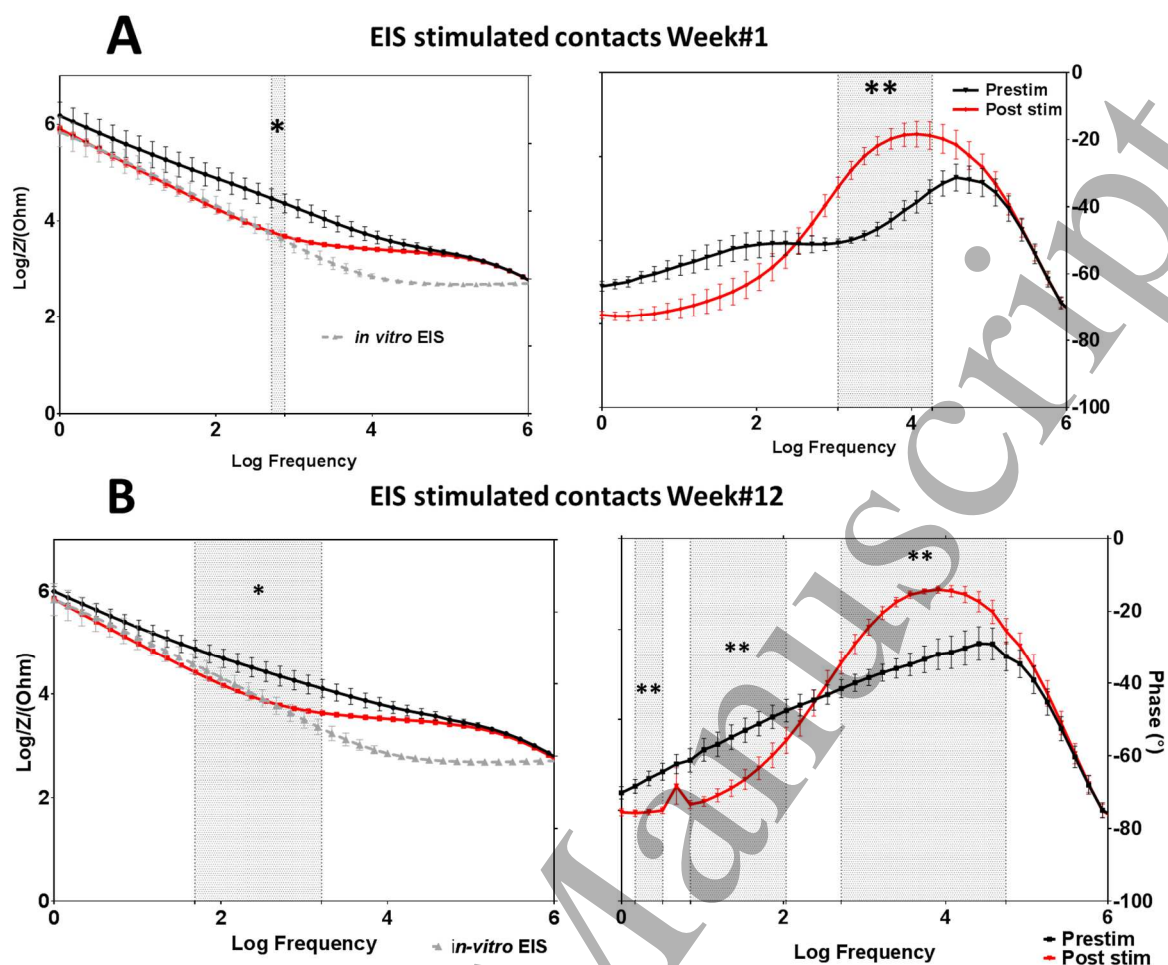 A
EIS stimulated contacts Week#1
Log/Z/(Ohm)
6
4
2
0
*
in vitro EIS
0 2 4 6
Log Frequency
**
Prestim
Post stim
0
-20
-40
-60
-80
-100
0 2 4 6
Log Frequency
B
EIS stimulated contacts Week#12
Log/Z/(Ohm)
6
4
2
0
*
0 2 4 6
Log Frequency
in-vitro EIS
**
**
**
0
-20
-40
-60
-80
-100
Phase (°)
0 2 4 6
Log Frequency
Prestim
Post stim
Manuscript